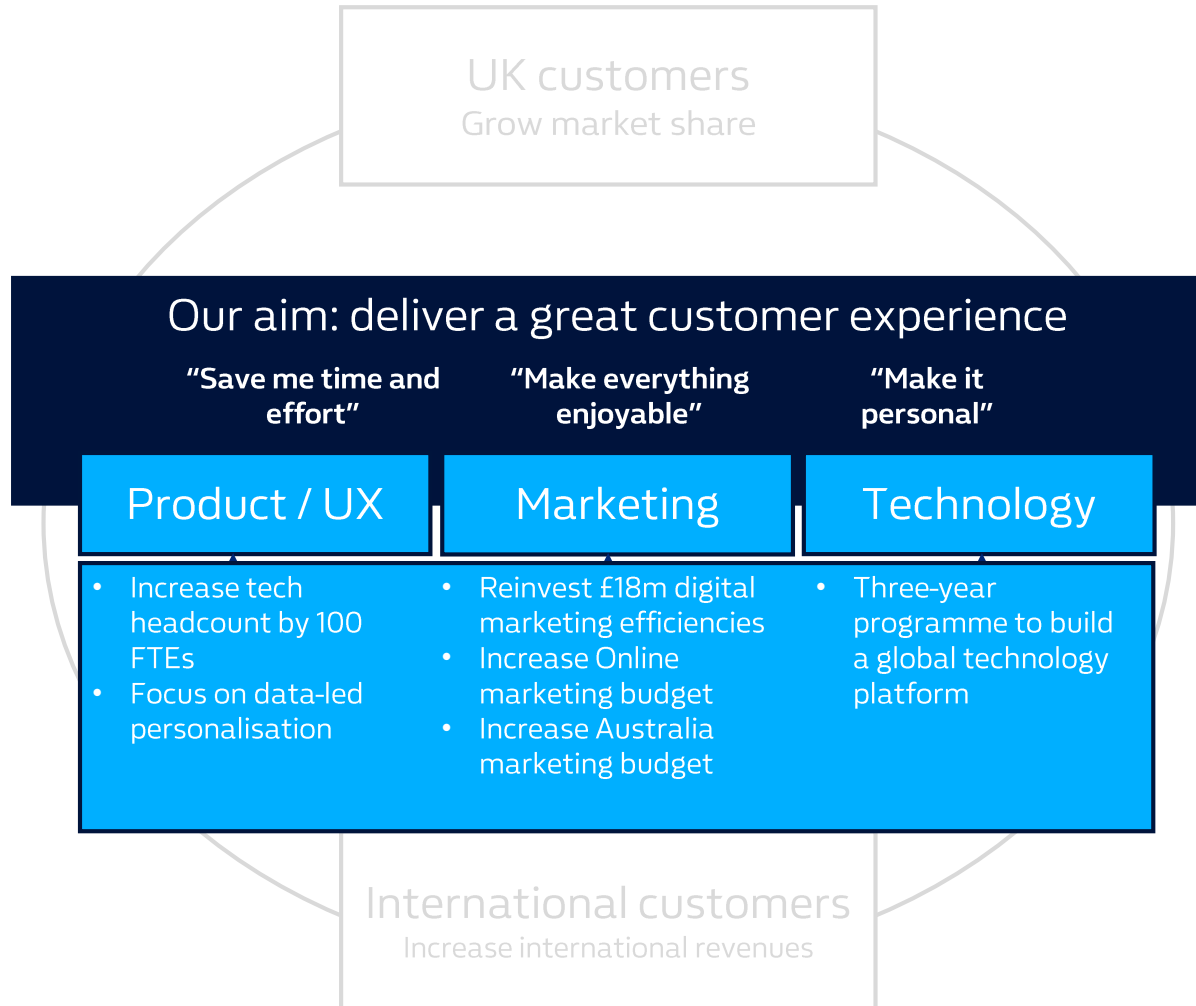 UK customers
Grow market share
Our aim: deliver a great customer experience
“Save me time and
effort”
“Make everything
enjoyable”
“Make it
personal”
Product / UX
Marketing
Technology
• Increase tech
headcount by 100
FTEs
• Focus on data-led
personalisation
• Reinvest £18m digital
marketing efficiencies
• Increase Online
marketing budget
• Increase Australia
marketing budget
• Three-year
programme to build
a global technology
platform
International customers
Increase international revenues